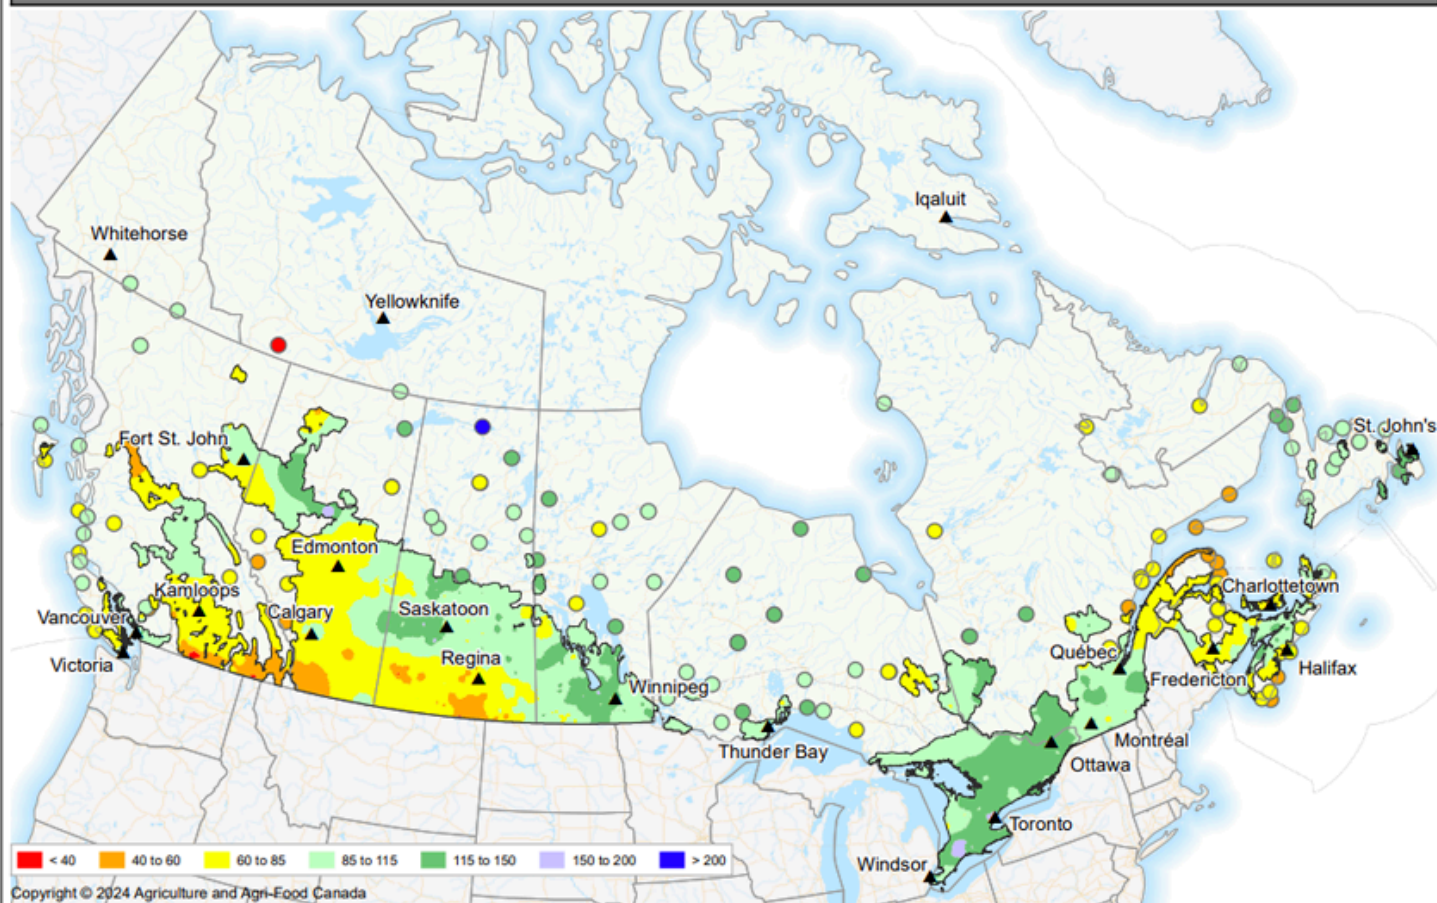 Iqaluit
Whitehorse
Yellowknife
St. John's
Fort St. John
Edmonton
Kamloops
Charlottetown
Calgary
Saskatoon
Vancouver
Québec
Regina
Victoria
Halifax
Fredericton
Winnipeg
Montréal
Thunder Bay
Ottawa
Toronto
Windsor
< 40 40 to 60 60 to 85 85 to 115 115 to 150 150 to 200 > 200
Copyright © 2024 Agriculture and Agri-Food Canada